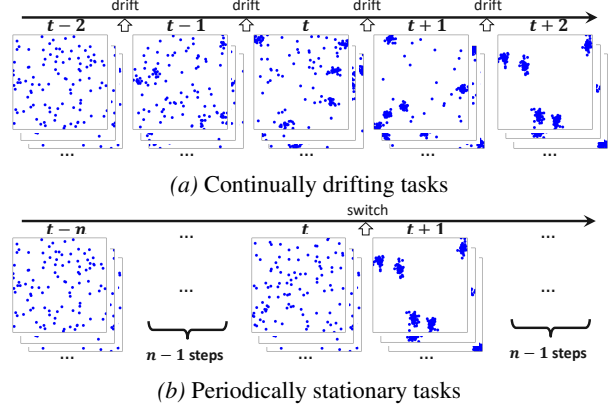 drift drift drift drift
t − 2 t − 1 t t + 1 t + 2
... ... ... ... ...
(a) Continually drifting tasks
switch
t − n ... t t + 1 ...
... ...
... ... ...
n − 1 steps n − 1 steps
(b) Periodically stationary tasks